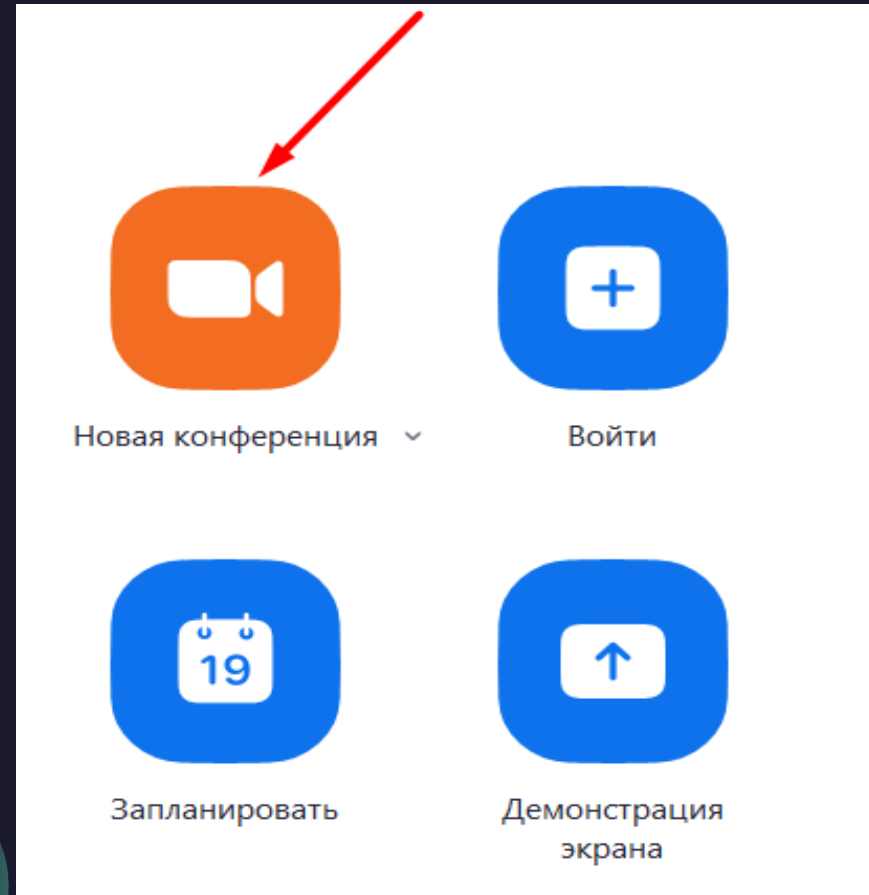 Новая конференция
Войти
19
Запланировать
Демонстрация
экрана